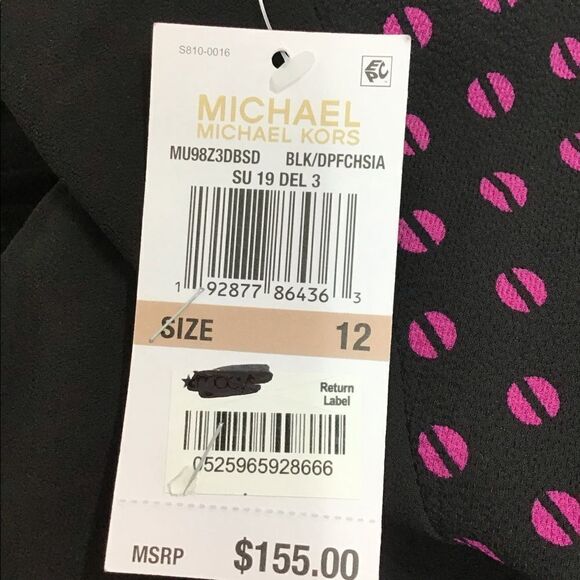 S810-0016
EPC
MICHAEL
MICHAEL KORS
MU98Z3DBSD BLK/DPFCHSIA
SU 19 DEL 3
1 92877 86436 3
SIZE 12
Return
Label
0525965928666
MSRP $155.00